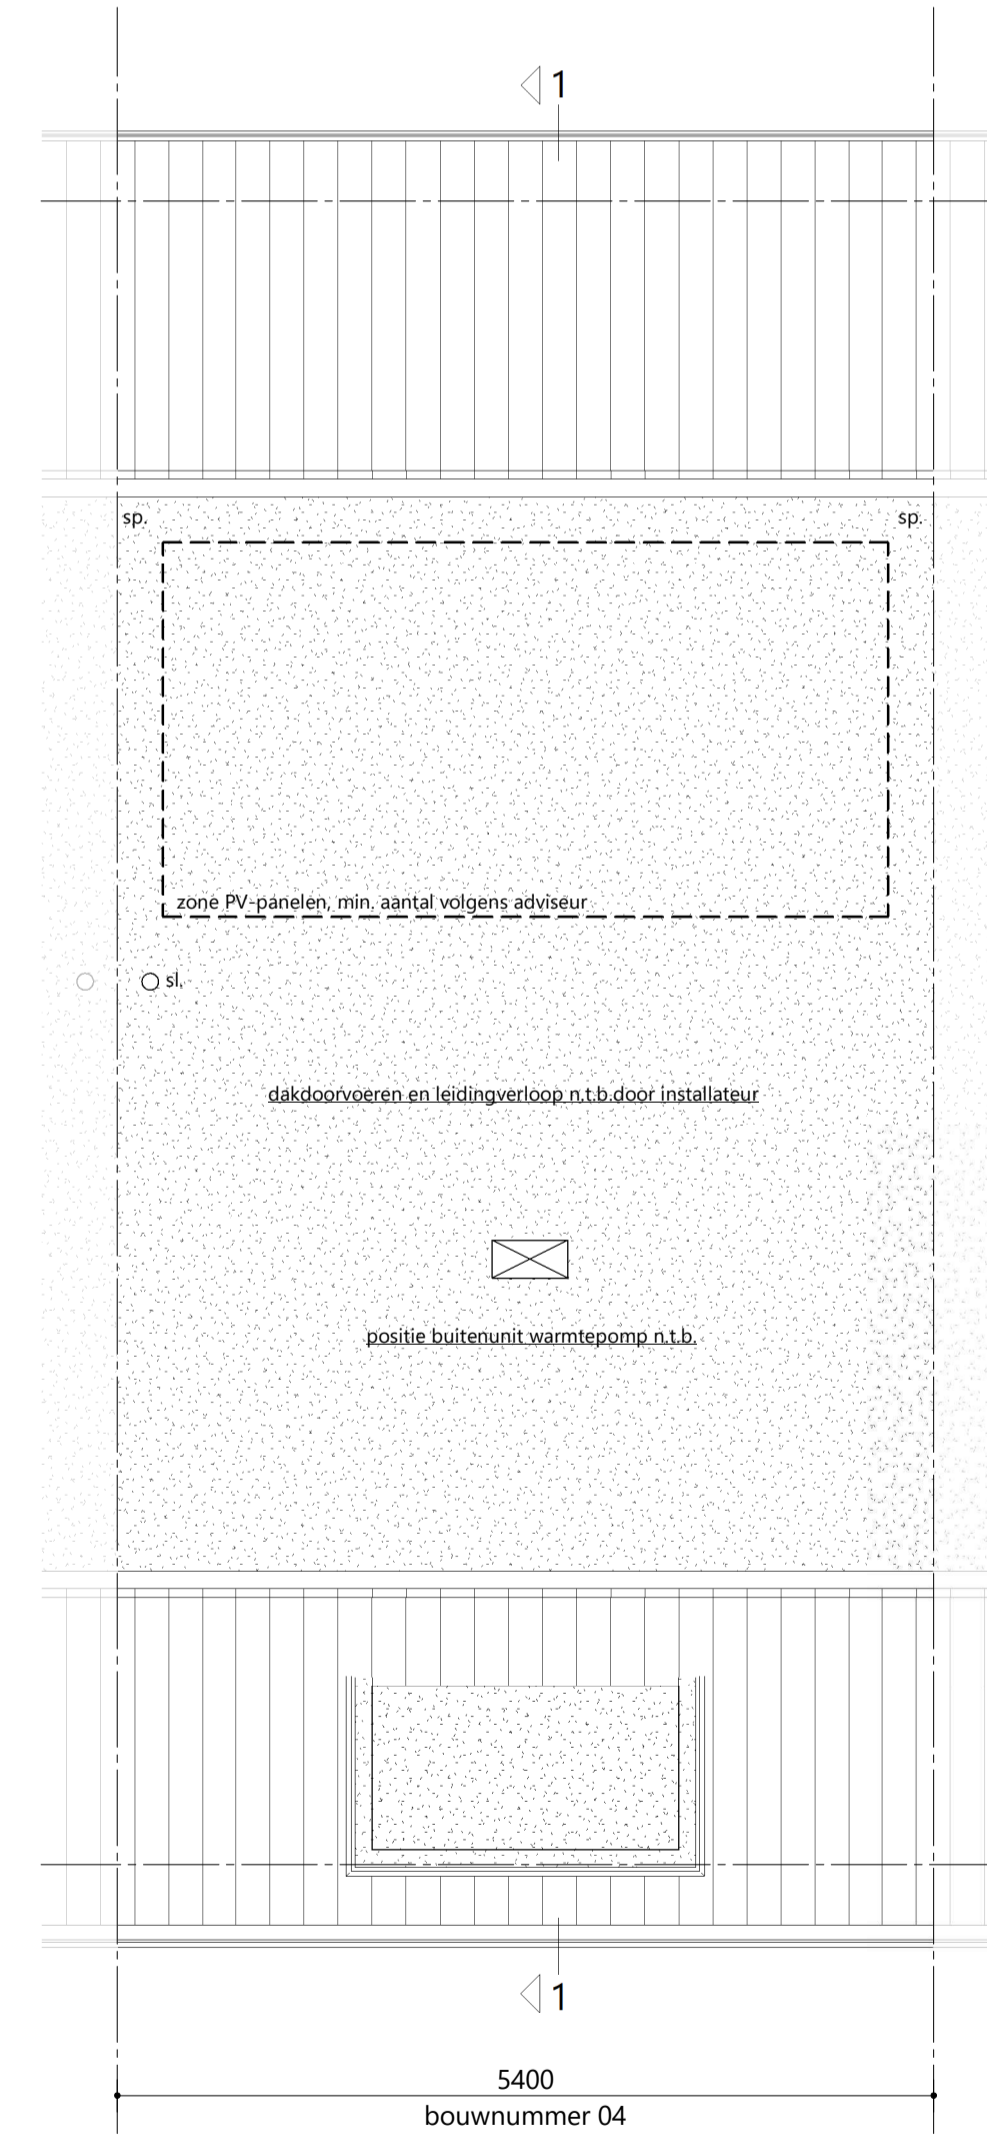 1
sp.
sp.
zone PV-panelen, min. aantal volgens adviseur
sl.
dakdoorvoeren en leidingverloop n.t.b.door installateur
positie buitenunit warmtepomp n.t.b.
1
5400
bouwnummer 04